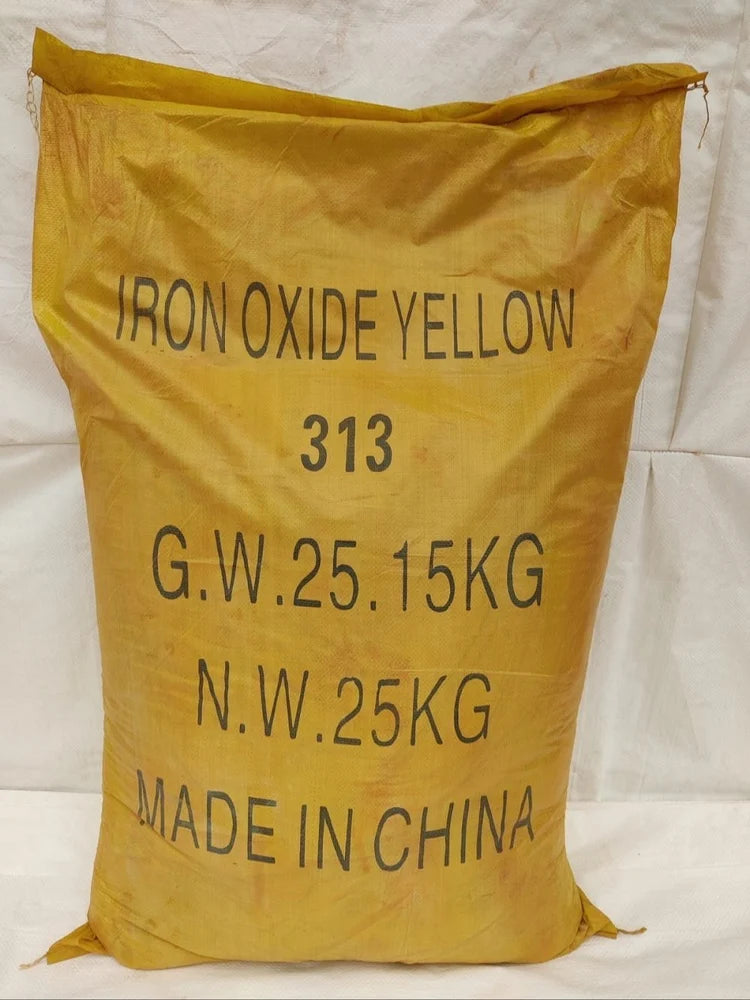 IRON OXIDE YELLOW
313
G.W.25.15KG
N.W.25KG
MADE IN CHINA